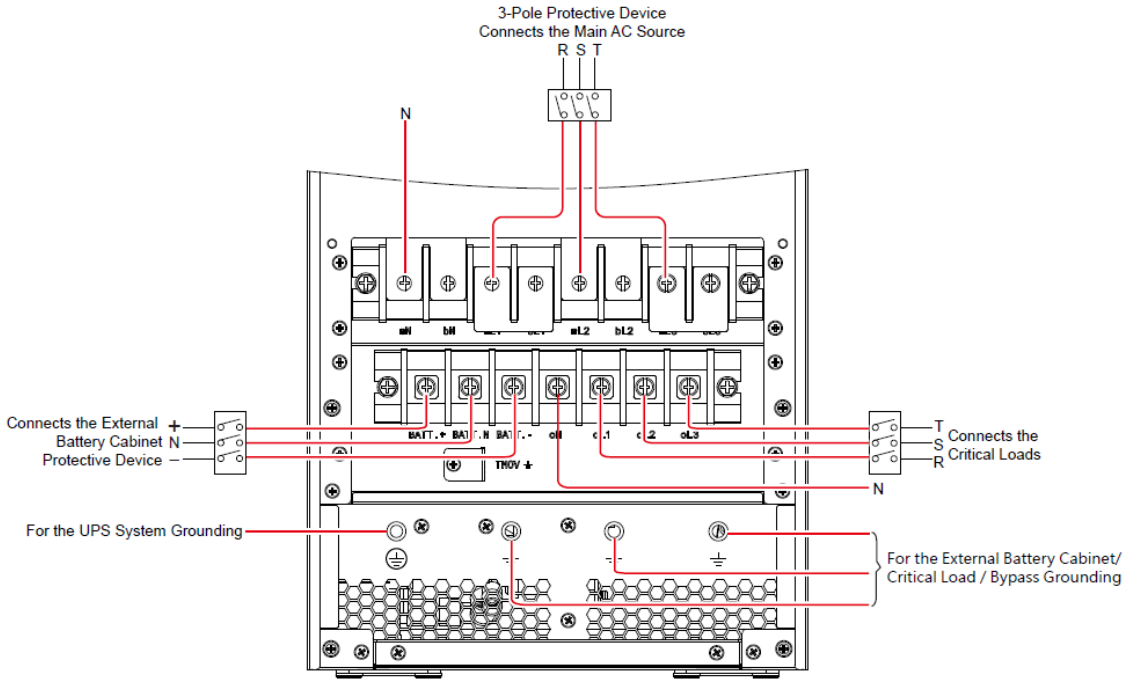 3-Pole Protective Device
Connects the Main AC Source
R S T
N
mN bN mL2 bL2
BATT.+ BATT.N BATT.- oN oL1 oL2 oL3
TMOV
Connects the External +
Battery Cabinet N
Protective Device −
T
S
R
Connects the
Critical Loads
N
For the UPS System Grounding
For the External Battery Cabinet/
Critical Load / Bypass Grounding